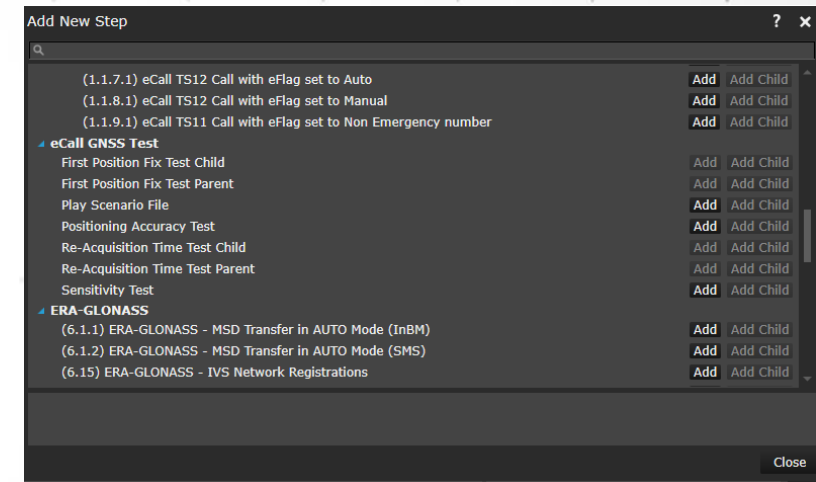 Add New Step ? ×
(1.1.7.1) eCall TS12 Call with eFlag set to Auto Add Add Child
(1.1.8.1) eCall TS12 Call with eFlag set to Manual Add Add Child
(1.1.9.1) eCall TS11 Call with eFlag set to Non Emergency number Add Add Child
eCall GNSS Test
First Position Fix Test Child Add Add Child
First Position Fix Test Parent Add Add Child
Play Scenario File Add Add Child
Positioning Accuracy Test Add Add Child
Re-Acquisition Time Test Child Add Add Child
Re-Acquisition Time Test Parent Add Add Child
Sensitivity Test Add Add Child
ERA-GLONASS
(6.1.1) ERA-GLONASS - MSD Transfer in AUTO Mode (InBM) Add Add Child
(6.1.2) ERA-GLONASS - MSD Transfer in AUTO Mode (SMS) Add Add Child
(6.15) ERA-GLONASS - IVS Network Registrations Add Add Child
Close